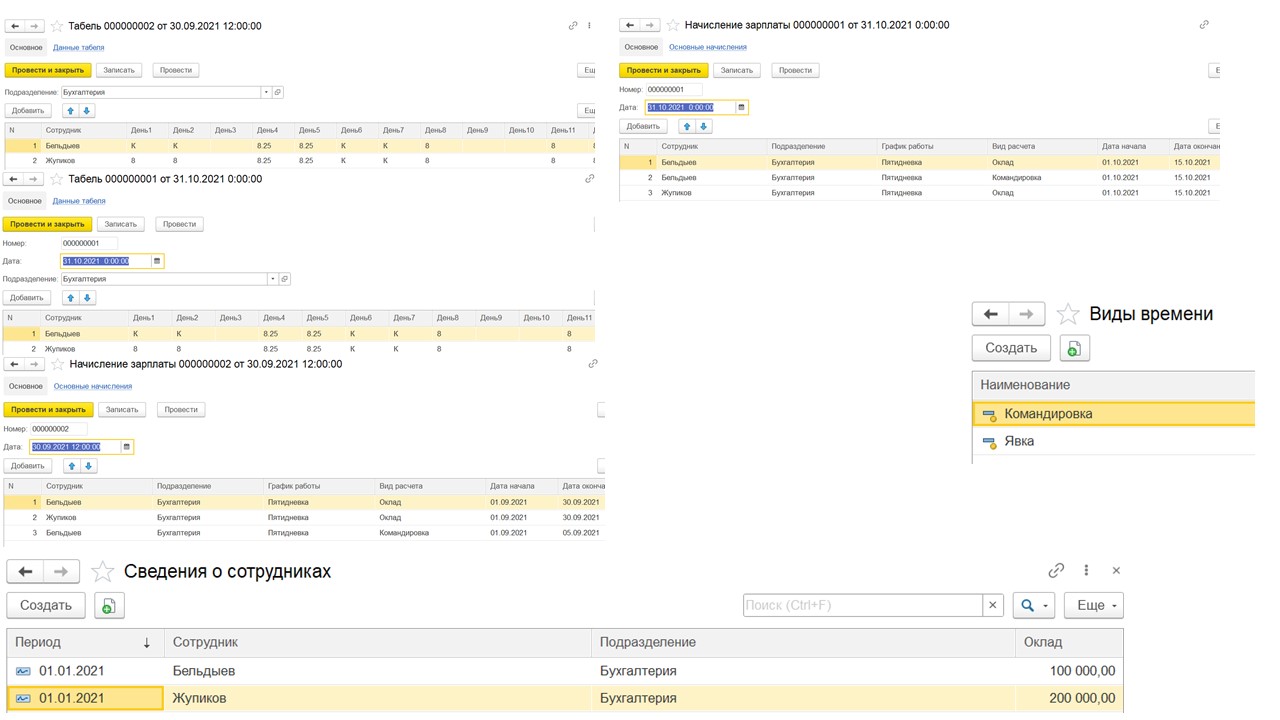 Табель 000000002 от 30.09.2021 12:00:00
Основное Данные табеля
Провести и закрыть Записать Провести Ещ
Подразделение: Бухгалтерия
Добавить Ещ
N Сотрудник День1 День2 День3 День4 День5 День6 День7 День8 День9 День10 День11
1 Бельдыев К К 8.25 8.25 К К 8 8 8
2 Жупиков 8 8 8.25 8.25 К К 8 8 8
Табель 000000001 от 31.10.2021 0:00:00
Основное Данные табеля
Провести и закрыть Записать Провести
Номер: 000000001
Дата: 31.10.2021 0:00:00
Подразделение: Бухгалтерия
Добавить
N Сотрудник День1 День2 День3 День4 День5 День6 День7 День8 День9 День10 День11
1 Бельдыев К К 8.25 8.25 К К 8 8
2 Жупиков 8 8 8.25 8.25 К К 8 8
Начисление зарплаты 000000002 от 30.09.2021 12:00:00
Основное Основные начисления
Провести и закрыть Записать Провести
Номер: 000000002
Дата: 30.09.2021 12:00:00
Добавить
N Сотрудник Подразделение График работы Вид расчета Дата начала Дата оконча
1 Бельдыев Бухгалтерия Пятидневка Оклад 01.09.2021 30.09.2021
2 Жупиков Бухгалтерия Пятидневка Оклад 01.09.2021 30.09.2021
3 Бельдыев Бухгалтерия Пятидневка Командировка 01.09.2021 05.09.2021
Начисление зарплаты 000000001 от 31.10.2021 0:00:00
Основное Основные начисления
Провести и закрыть Записать Провести Е
Номер: 000000001
Дата: 31.10.2021 0:00:00
Добавить Е
N Сотрудник Подразделение График работы Вид расчета Дата начала Дата окончан
1 Бельдыев Бухгалтерия Пятидневка Оклад 01.10.2021 15.10.2021
2 Бельдыев Бухгалтерия Пятидневка Командировка 01.10.2021 15.10.2021
3 Жупиков Бухгалтерия Пятидневка Оклад 01.10.2021 15.10.2021
Виды времени
Создать
Наименование
Командировка
Явка
Сведения о сотрудниках
Создать Поиск (Ctrl+F) Еще
Период Сотрудник Подразделение Оклад
01.01.2021 Бельдыев Бухгалтерия 100 000,00
01.01.2021 Жупиков Бухгалтерия 200 000,00